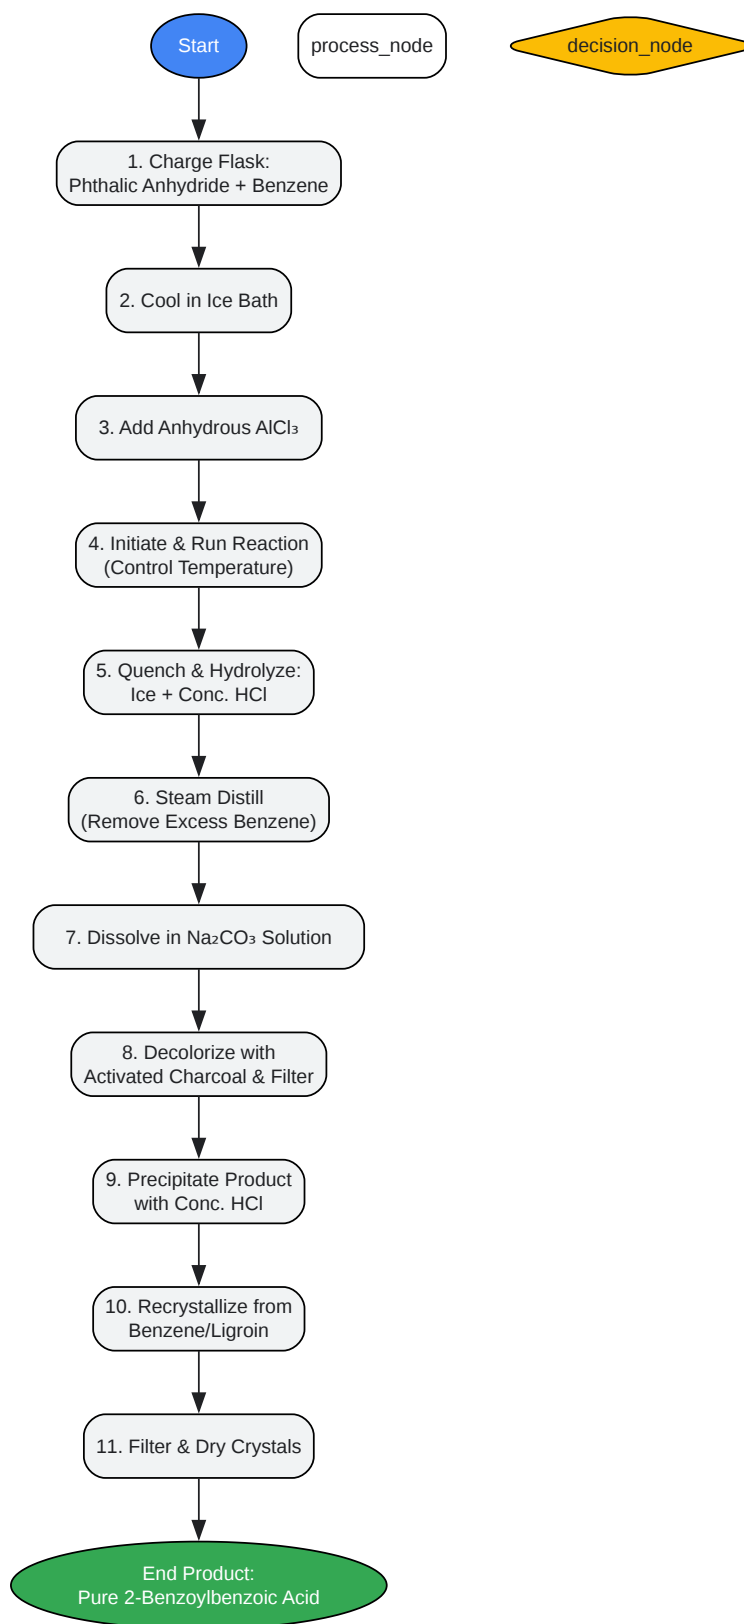 Start
process_node
decision_node
1. Charge Flask:
Phthalic Anhydride + Benzene
2. Cool in Ice Bath
3. Add Anhydrous AlCl₃
4. Initiate & Run Reaction
(Control Temperature)
5. Quench & Hydrolyze:
Ice + Conc. HCl
6. Steam Distill
(Remove Excess Benzene)
7. Dissolve in Na₂CO₃ Solution
8. Decolorize with
Activated Charcoal & Filter
9. Precipitate Product
with Conc. HCl
10. Recrystallize from
Benzene/Ligroin
11. Filter & Dry Crystals
End Product:
Pure 2-Benzoylbenzoic Acid